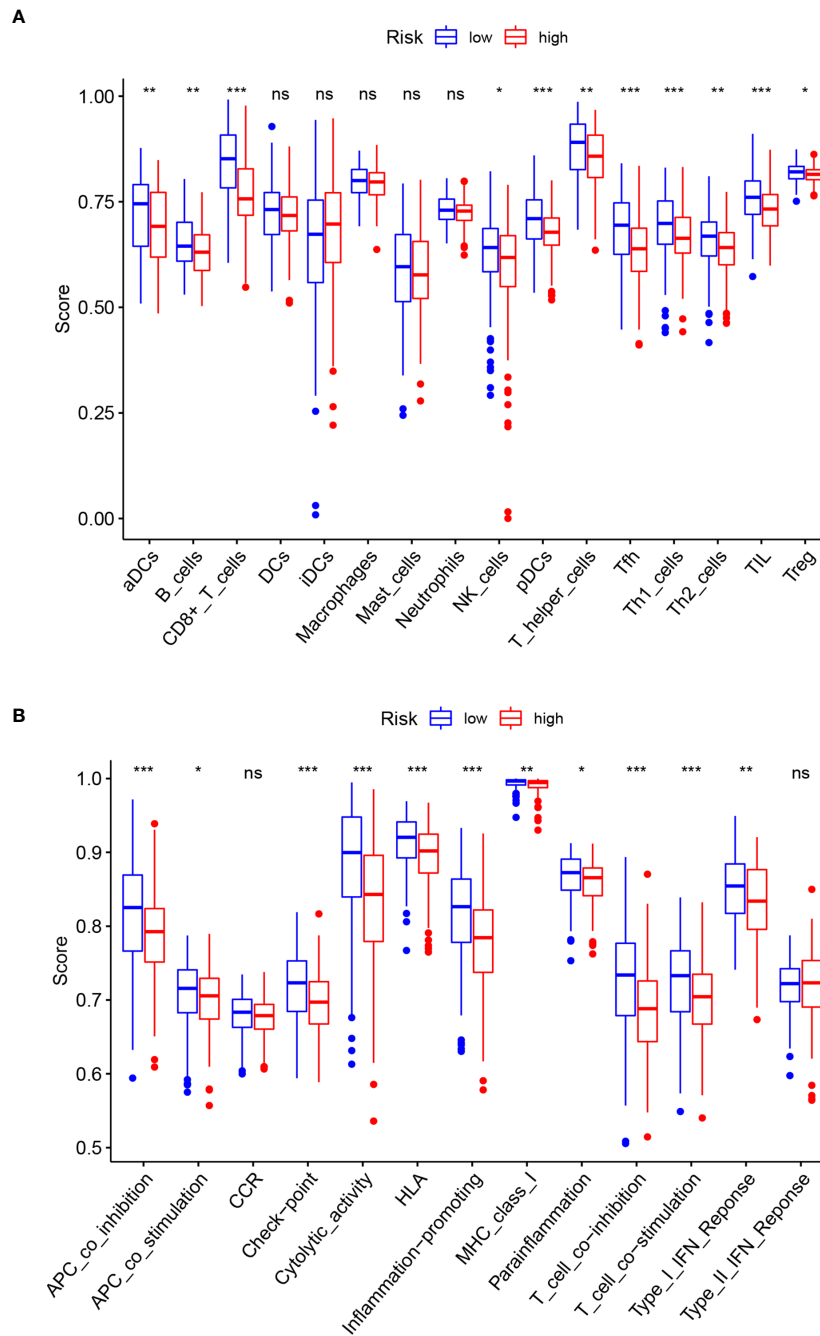 A
Risk low high
** ** *** ns ns ns ns ns * *** ** *** *** ** *** *
1.00
0.75
0.50
0.25
0.00
Score
aDCs
B_cells
CD8+_T_cells
DCs
iDCs
Macrophages
Mast_cells
Neutrophils
NK_cells
pDCs
T_helper_cells
Tfh
Th1_cells
Th2_cells
TIL
Treg
B
Risk low high
*** * ns *** *** *** *** ** * *** *** ** ns
1.0
0.9
0.8
0.7
0.6
0.5
Score
APC_co_inhibition
APC_co_stimulation
CCR
Check-point
Cytolytic_activity
HLA
Inflammation-promoting
MHC_class_I
Parainflammation
T_cell_co-inhibition
T_cell_co-stimulation
Type_I_IFN_Reponse
Type_II_IFN_Reponse